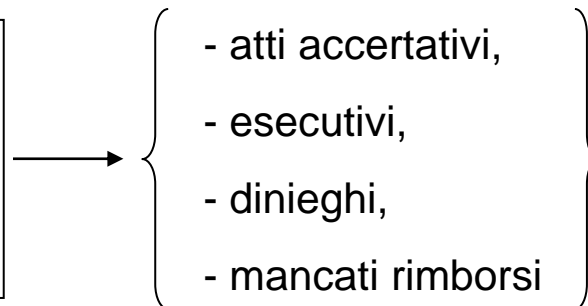 - atti accertativi,
- esecutivi,
- dinieghi,
- mancati rimborsi